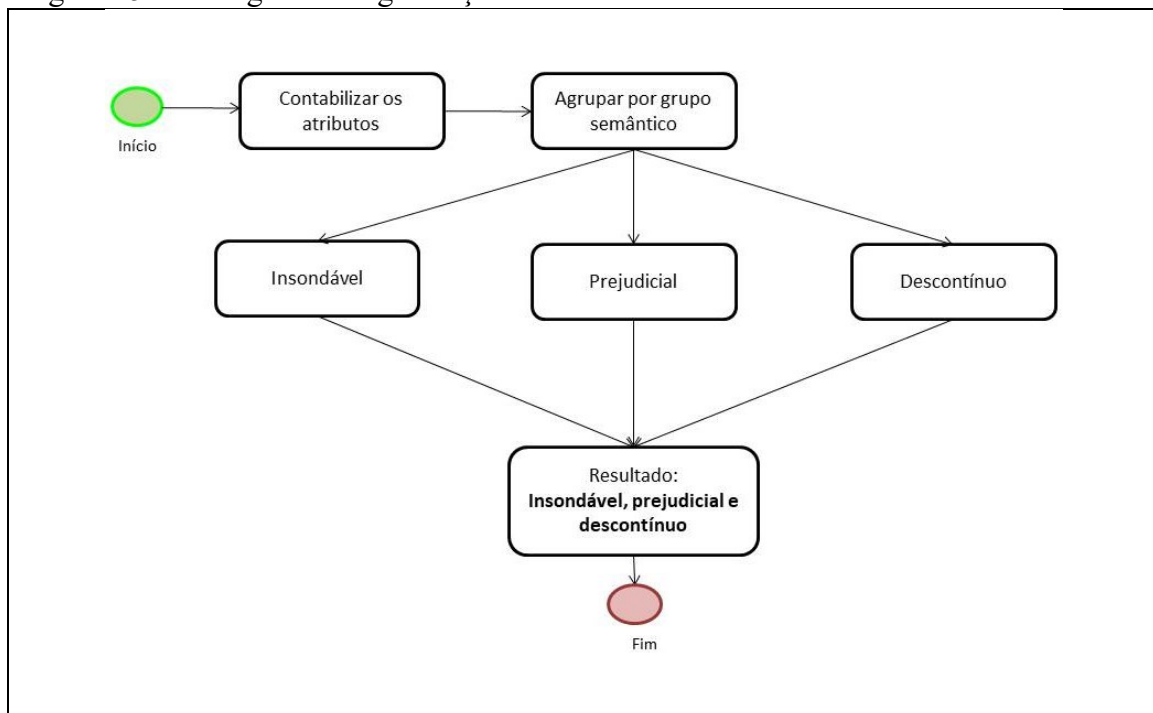 Contabilizar os
atributos
Agrupar por grupo
semântico
Início
Insondável
Prejudicial
Descontínuo
Resultado:
Insondável, prejudicial e
descontínuo
Fim